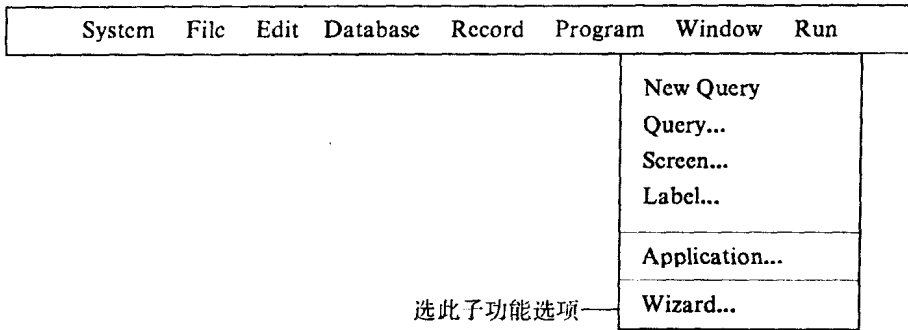 System File Edit Database Record Program Window Run
New Query
Query...
Screen...
Label...
Application...
选此子功能选项 Wizard...